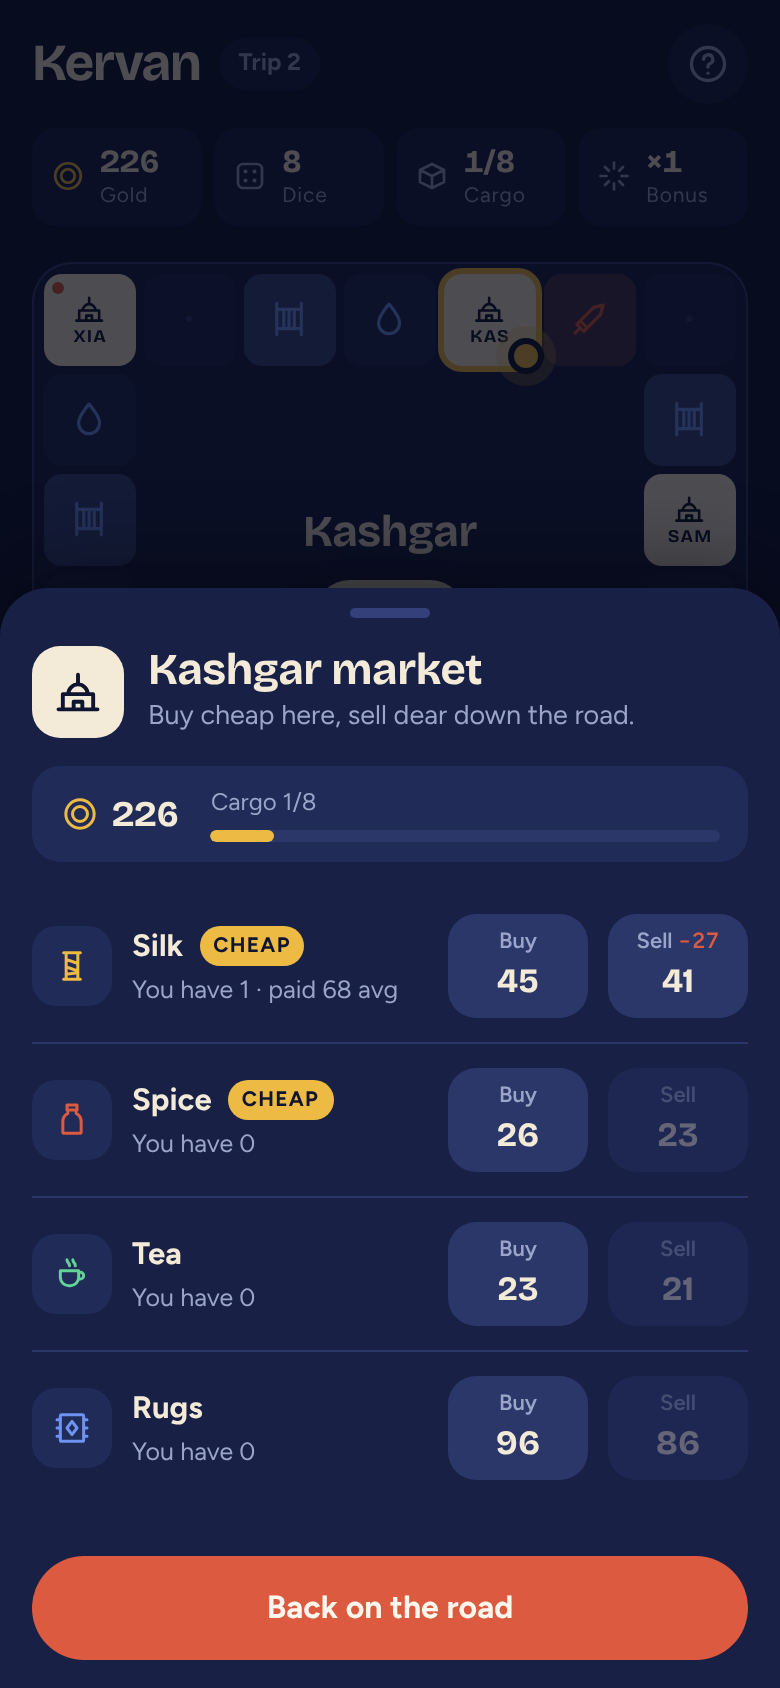 Kervan
Trip 2
226
Gold
8
Dice
1/8
Cargo
×1
Bonus
XIA
KAS
SAM
Kashgar
Kashgar market
Buy cheap here, sell dear down the road.
226
Cargo 1/8
Silk CHEAP
You have 1 · paid 68 avg
Buy
45
Sell -27
41
Spice CHEAP
You have 0
Buy
26
Sell
23
Tea
You have 0
Buy
23
Sell
21
Rugs
You have 0
Buy
96
Sell
86
Back on the road